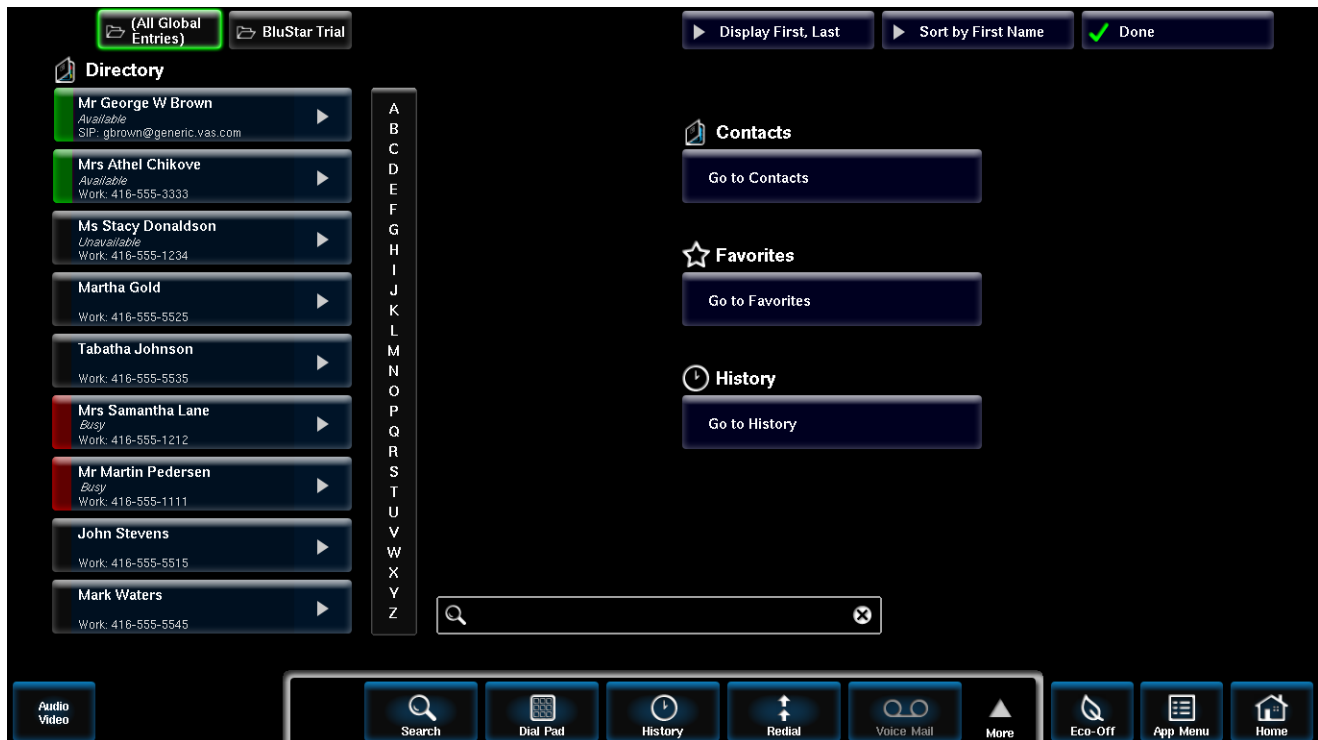 (All Global
Entries)
BluStar Trial
Display First, Last
Sort by First Name
Done
Directory
Mr George W Brown
Available
SIP: gbrown@generic.vas.com
Mrs Athel Chikove
Available
Work: 416-555-3333
Ms Stacy Donaldson
Unavailable
Work: 416-555-1234
Martha Gold
Work: 416-555-5525
Tabatha Johnson
Work: 416-555-5535
Mrs Samantha Lane
Busy
Work: 416-555-1212
Mr Martin Pedersen
Busy
Work: 416-555-1111
John Stevens
Work: 416-555-5515
Mark Waters
Work: 416-555-5545
A
B
C
D
E
F
G
H
I
J
K
L
M
N
O
P
Q
R
S
T
U
V
W
X
Y
Z
Contacts
Go to Contacts
Favorites
Go to Favorites
History
Go to History
Audio
Video
Search
Dial Pad
History
Redial
Voice Mail
More
Eco-Off
App Menu
Home